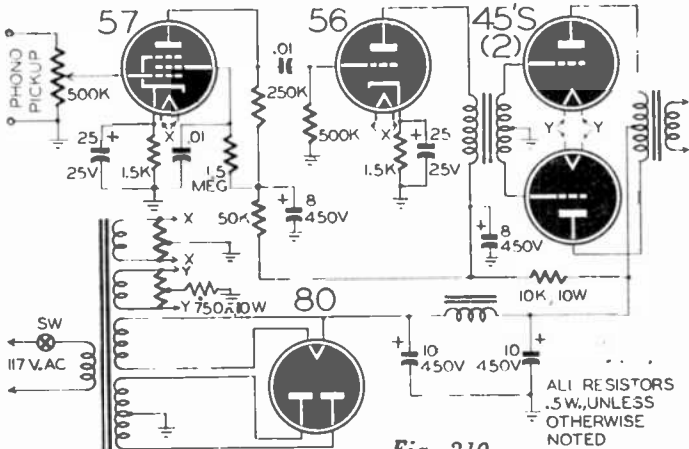 57
56
45'S
(2)
PHONO
PICKUP
500K
.01
250K
500K
25
25V
+
1.5K
X
.01
1.5
MEG
1.5K
X
+
25
25V
Y
Y
50K
+
8
450V
+
8
450V
X
X
Y
Y
750 10W
80
10K, 10W
SW
117 V. AC
+
10
450V
10
450V
+
ALL RESISTORS
.5W., UNLESS
OTHERWISE
NOTED
Fig. 210